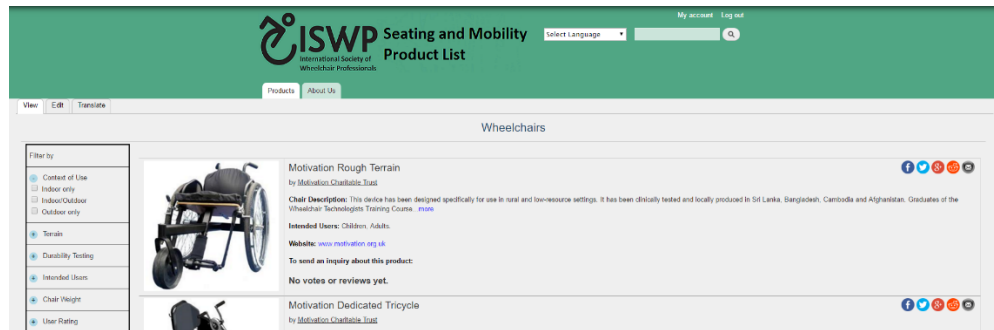 My account Log out
ISWP
International Society of
Wheelchair Professionals
Seating and Mobility
Product List
Select Language
Products About Us
View Edit Translate
Wheelchairs
Filter by
Context of Use
Indoor only
Indoor/Outdoor
Outdoor only
Terrain
Durability Testing
Intended Users
Chair Weight
User Rating
Motivation Rough Terrain
by Motivation Charitable Trust
Chair Description: This device has been designed specifically for use in rural and low-resource settings. It has been clinically tested and locally produced in Sri Lanka, Bangladesh, Cambodia and Afghanistan. Graduates of the
Wheelchair Technologists Training Course...more
Intended Users: Children, Adults.
Website: www.motivation.org.uk
To send an inquiry about this product:
No votes or reviews yet.
Motivation Dedicated Tricycle
by Motivation Charitable Trust